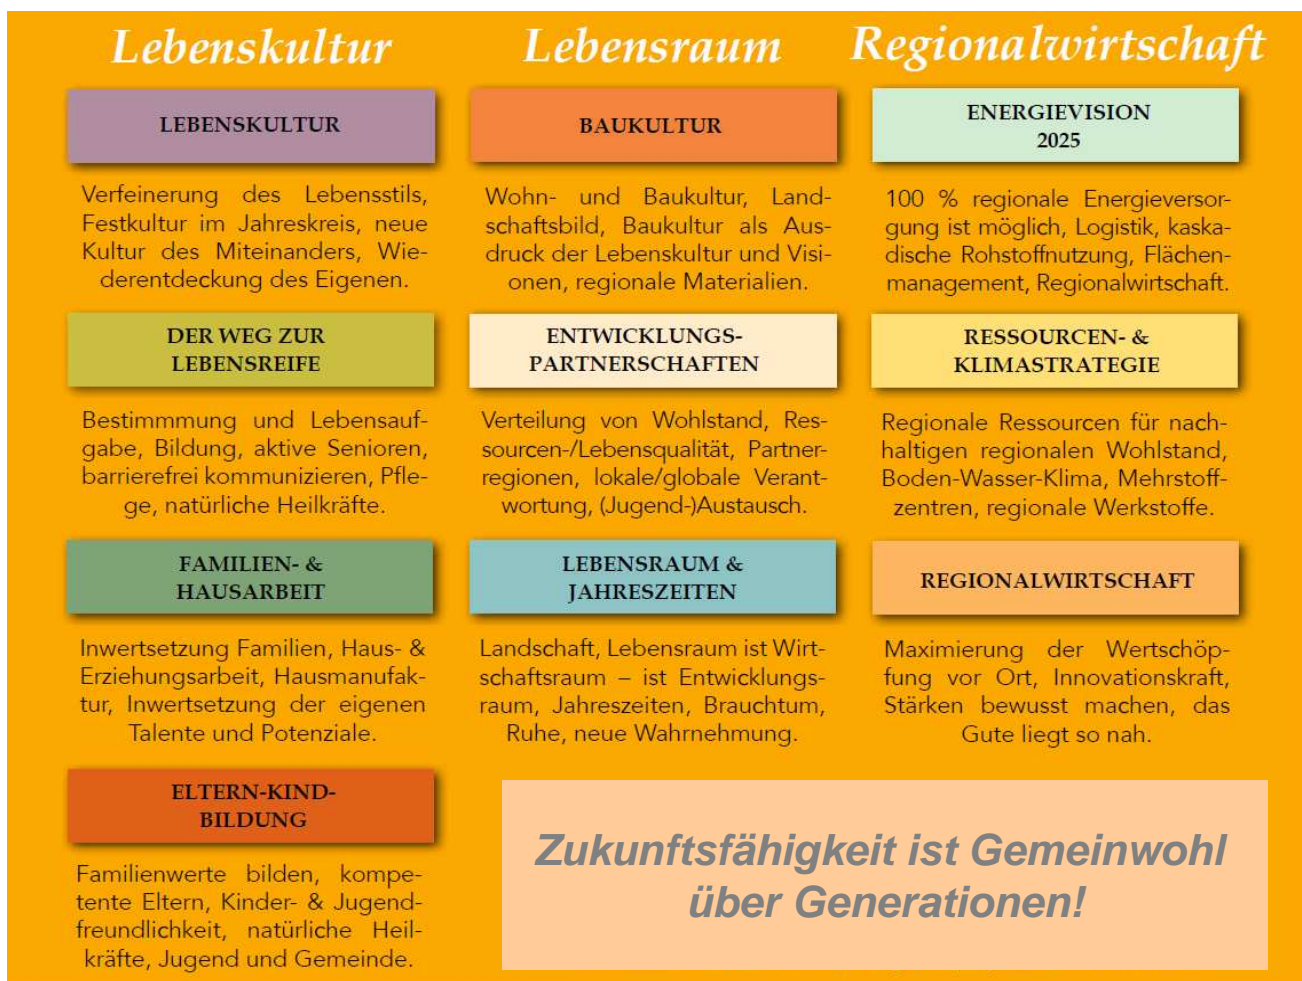 Lebenskultur
LEBENSKULTUR
Verfeinerung des Lebensstils,
Festkultur im Jahreskreis, neue
Kultur des Miteinanders, Wie-
derentdeckung des Eigenen.
DER WEG ZUR
LEBENSREIFE
Bestimmmung und Lebensauf-
gabe, Bildung, aktive Senioren,
barrierefrei kommunizieren, Pfle-
ge, natürliche Heilkräfte.
FAMILIEN- &
HAUSARBEIT
Inwertsetzung Familien, Haus- &
Erziehungsarbeit, Hausmanufak-
tur, Inwertsetzung der eigenen
Talente und Potenziale.
ELTERN-KIND-
BILDUNG
Familienwerte bilden, kompe-
tente Eltern, Kinder- & Jugend-
freundlichkeit, natürliche Heil-
kräfte, Jugend und Gemeinde.
Lebensraum
BAUKULTUR
Wohn- und Baukultur, Land-
schaftsbild, Baukultur als Aus-
druck der Lebenskultur und Visi-
onen, regionale Materialien.
ENTWICKLUNGS-
PARTNERSCHAFTEN
Verteilung von Wohlstand, Res-
sourcen-/Lebensqualität, Partner-
regionen, lokale/globale Verant-
wortung, (Jugend-)Austausch.
LEBENSRAUM &
JAHRESZEITEN
Landschaft, Lebensraum ist Wirt-
schaftsraum – ist Entwicklungs-
raum, Jahreszeiten, Brauchtum,
Ruhe, neue Wahrnehmung.
Regionalwirtschaft
ENERGIEVISION
2025
100 % regionale Energieversor-
gung ist möglich, Logistik, kaska-
dische Rohstoffnutzung, Flächen-
management, Regionalwirtschaft.
RESSOURCEN- &
KLIMASTRATEGIE
Regionale Ressourcen für nach-
haltigen regionalen Wohlstand,
Boden-Wasser-Klima, Mehrstoff-
zentren, regionale Werkstoffe.
REGIONALWIRTSCHAFT
Maximierung der Wertschöp-
fung vor Ort, Innovationskraft,
Stärken bewusst machen, das
Gute liegt so nah.
Zukunftsfähigkeit ist Gemeinwohl
über Generationen!